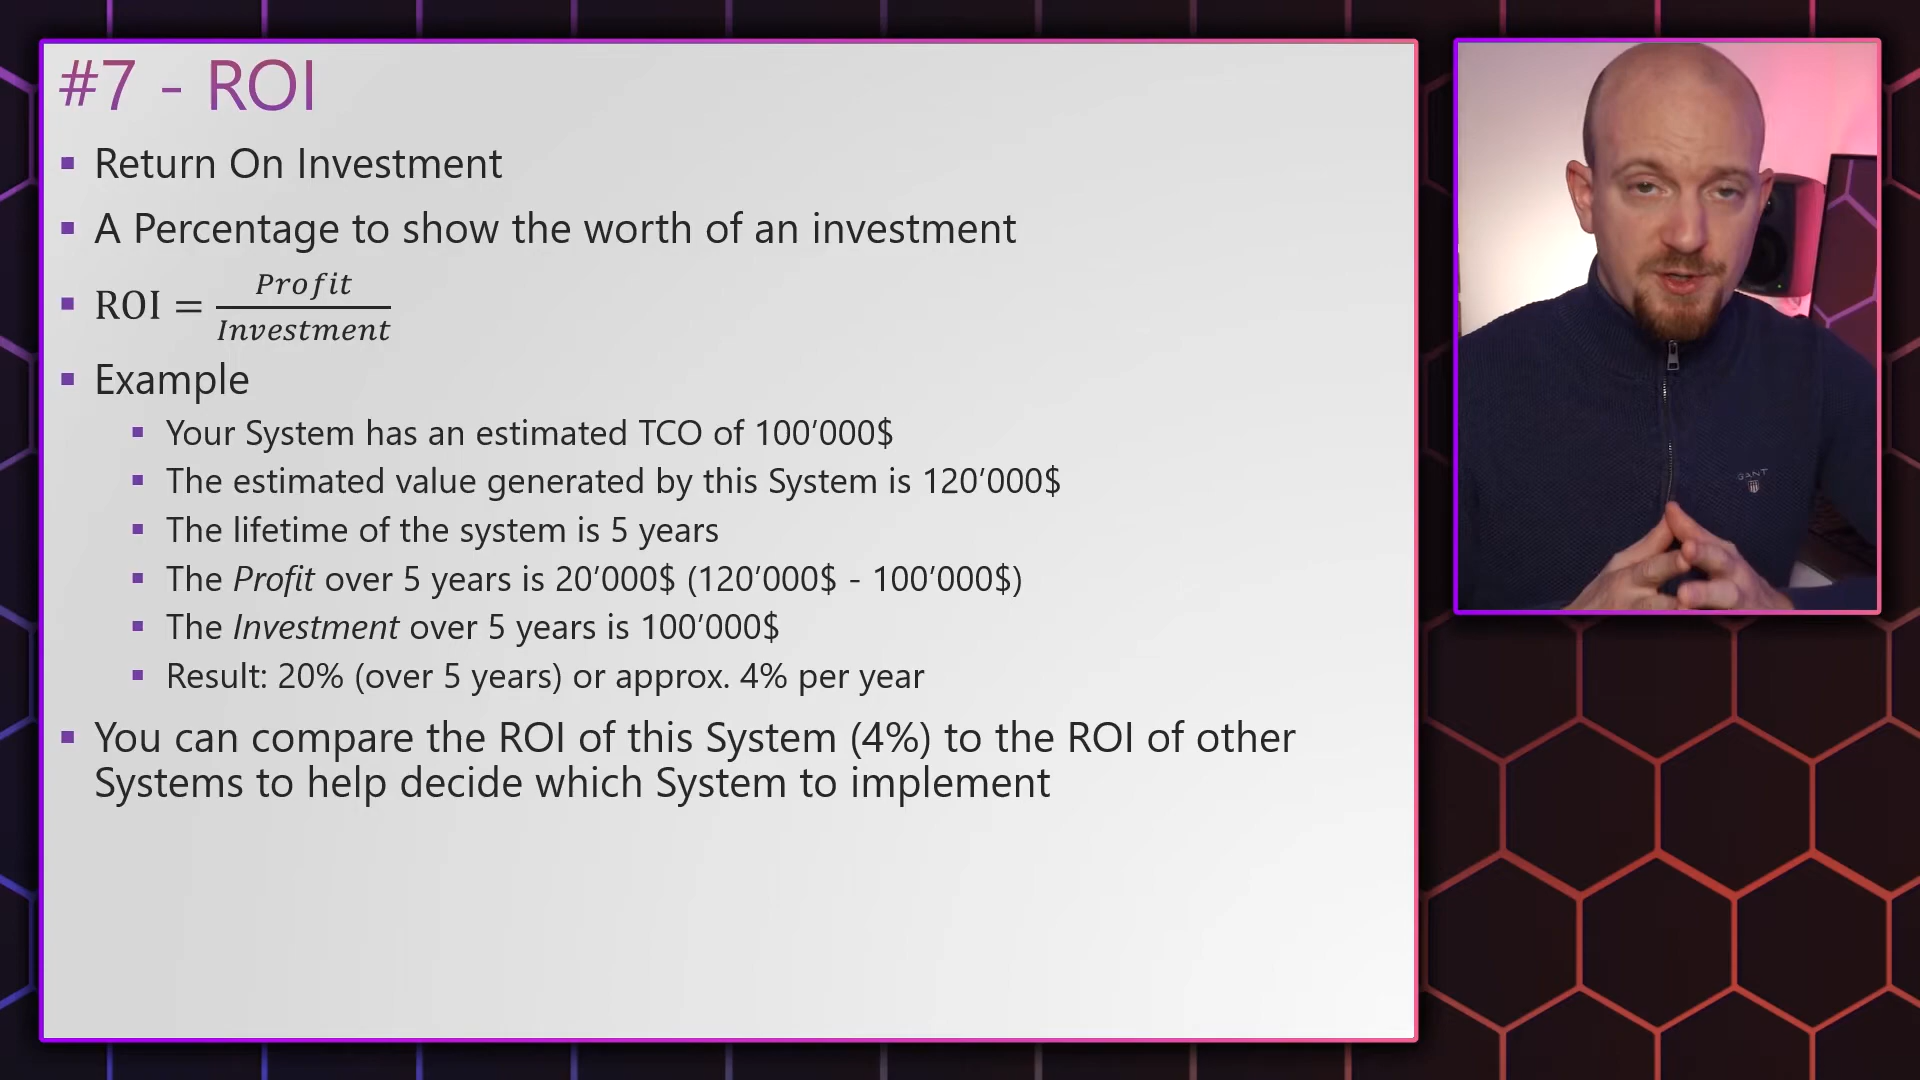 #7 - ROI
▪ Return On Investment
▪ A Percentage to show the worth of an investment
▪ ROI = Profit / Investment
▪ Example
▪ Your System has an estimated TCO of 100’000$
▪ The estimated value generated by this System is 120’000$
▪ The lifetime of the system is 5 years
▪ The Profit over 5 years is 20’000$ (120’000$ - 100’000$)
▪ The Investment over 5 years is 100’000$
▪ Result: 20% (over 5 years) or approx. 4% per year
▪ You can compare the ROI of this System (4%) to the ROI of other
Systems to help decide which System to implement
GANT